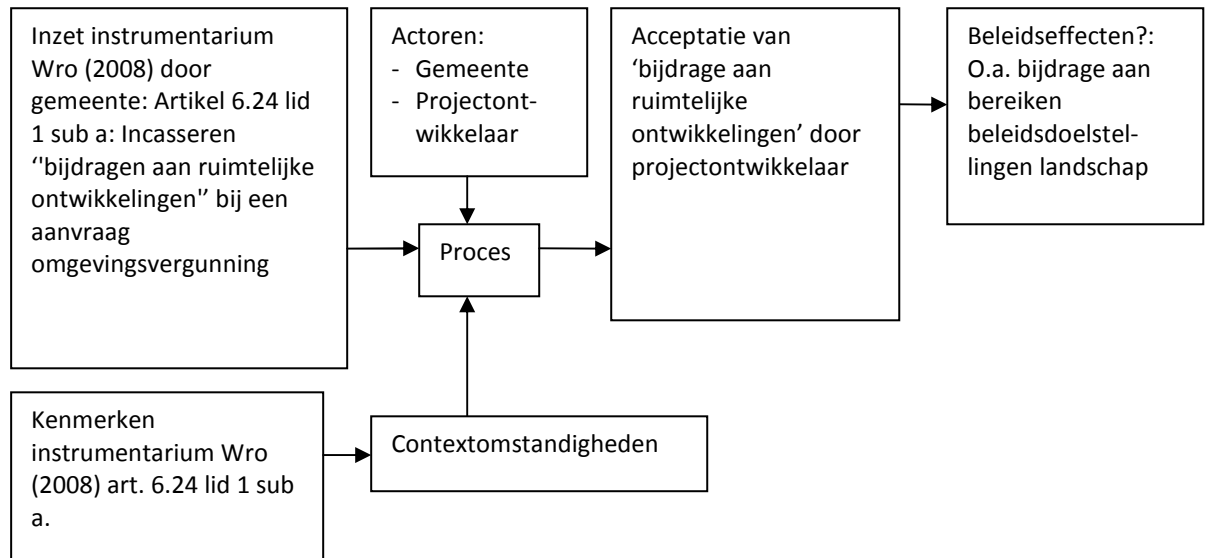 Inzet instrumentarium
Wro (2008) door
gemeente: Artikel 6.24 lid
1 sub a: Incasseren
‘'bijdragen aan ruimtelijke
ontwikkelingen'’ bij een
aanvraag
omgevingsvergunning
Actoren:
- Gemeente
- Projectont-
wikkelaar
Acceptatie van
‘bijdrage aan
ruimtelijke
ontwikkelingen’ door
projectontwikkelaar
Beleidseffecten?:
O.a. bijdrage aan
bereiken
beleidsdoelstel-
lingen landschap
Proces
Kenmerken
instrumentarium Wro
(2008) art. 6.24 lid 1 sub
a.
Contextomstandigheden